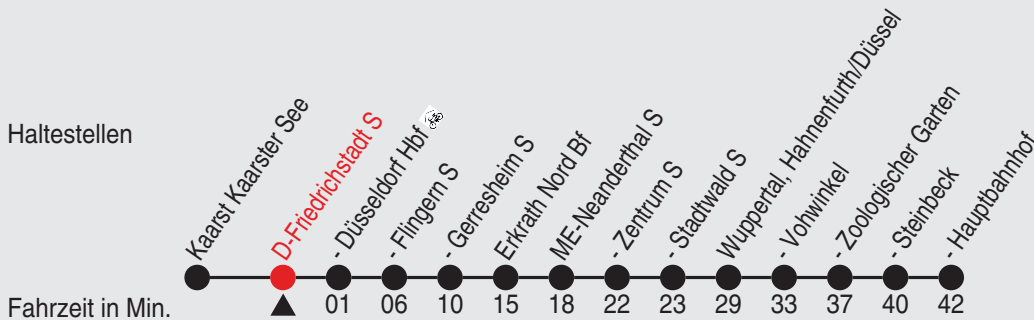 Haltestellen
Kaarst Kaarster See
D-Friedrichstadt S
- Düsseldorf Hbf
- Flingern S
- Gerresheim S
Erkrath Nord Bf
ME-Neanderthal S
- Zentrum S
- Stadtwald S
Wuppertal, Hahnenfurth/Düssel
- Vohwinkel
- Zoologischer Garten
- Steinbeck
- Hauptbahnhof
Fahrzeit in Min. 01 06 10 15 18 22 23 29 33 37 40 42